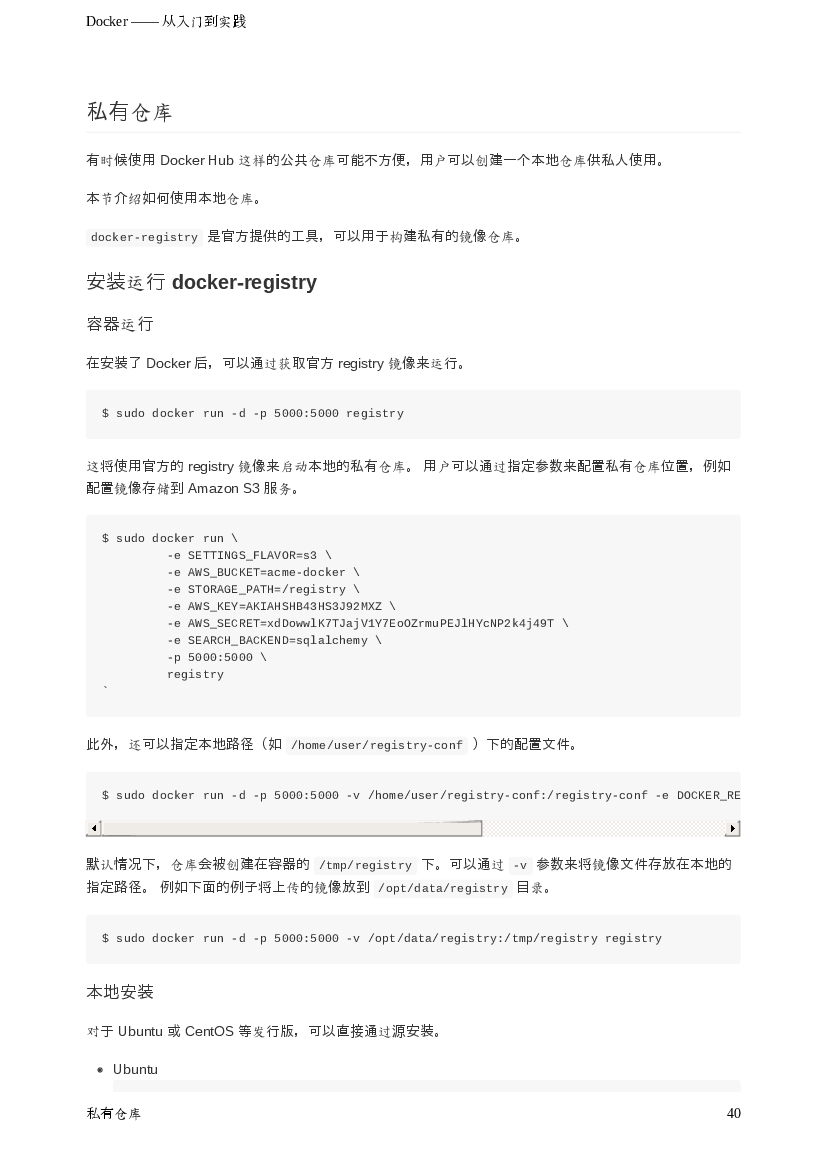 Docker —— 从入门到实践
私有仓库
有时候使用 Docker Hub 这样的公共仓库可能不方便，用户可以创建一个本地仓库供私人使用。
本节介绍如何使用本地仓库。
docker-registry 是官方提供的工具，可以用于构建私有的镜像仓库。
安装运行 docker-registry
容器运行
在安装了 Docker 后，可以通过获取官方 registry 镜像来运行。
$ sudo docker run -d -p 5000:5000 registry
这将使用官方的 registry 镜像来启动本地的私有仓库。 用户可以通过指定参数来配置私有仓库位置，例如
配置镜像存储到 Amazon S3 服务。
$ sudo docker run \
         -e SETTINGS_FLAVOR=s3 \
         -e AWS_BUCKET=acme-docker \
         -e STORAGE_PATH=/registry \
         -e AWS_KEY=AKIAHSHB43HS3J92MXZ \
         -e AWS_SECRET=xdDowwlK7TJajV1Y7EoOZrmuPEJlHYcNP2k4j49T \
         -e SEARCH_BACKEND=sqlalchemy \
         -p 5000:5000 \
         registry
`
此外，还可以指定本地路径（如 /home/user/registry-conf ）下的配置文件。
$ sudo docker run -d -p 5000:5000 -v /home/user/registry-conf:/registry-conf -e DOCKER_RE
默认情况下，仓库会被创建在容器的 /tmp/registry 下。可以通过 -v 参数来将镜像文件存放在本地的
指定路径。 例如下面的例子将上传的镜像放到 /opt/data/registry 目录。
$ sudo docker run -d -p 5000:5000 -v /opt/data/registry:/tmp/registry registry
本地安装
对于 Ubuntu 或 CentOS 等发行版，可以直接通过源安装。
• Ubuntu
私有仓库 40